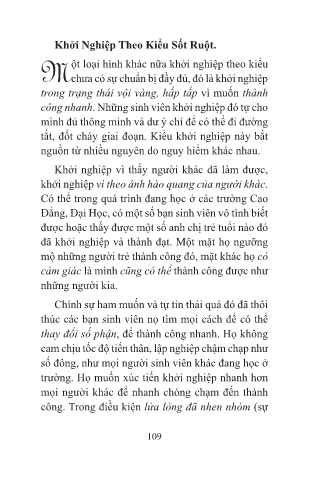 Khởi Nghiệp Theo Kiểu Sốt Ruột.
Một loại hình khác nữa khởi nghiệp theo kiểu
chưa có sự chuẩn bị đầy đủ, đó là khởi nghiệp
trong trạng thái vội vàng, hấp tấp vì muốn thành
công nhanh. Những sinh viên khởi nghiệp đó tự cho
mình đủ thông minh và dư ý chí để có thể đi đường
tắt, đốt cháy giai đoạn. Kiểu khởi nghiệp này bắt
nguồn từ nhiều nguyên do nguy hiểm khác nhau.
Khởi nghiệp vì thấy người khác đã làm được,
khởi nghiệp vì theo ánh hào quang của người khác.
Có thể trong quá trình đang học ở các trường Cao
Đẳng, Đại Học, có một số bạn sinh viên vô tình biết
được hoặc thấy được một số anh chị trẻ tuổi nào đó
đã khởi nghiệp và thành đạt. Một mặt họ ngưỡng
mộ những người trẻ thành công đó, mặt khác họ có
cảm giác là mình cũng có thể thành công được như
những người kia.
Chính sự ham muốn và tự tin thái quá đó đã thôi
thúc các bạn sinh viên nọ tìm mọi cách để có thể
thay đổi số phận, để thành công nhanh. Họ không
cam chịu tốc độ tiến thân, lập nghiệp chậm chạp như
số đông, như mọi người sinh viên khác đang học ở
trường. Họ muốn xúc tiến khởi nghiệp nhanh hơn
mọi người khác để nhanh chóng chạm đến thành
công. Trong điều kiện lửa lòng đã nhen nhóm (sự
109